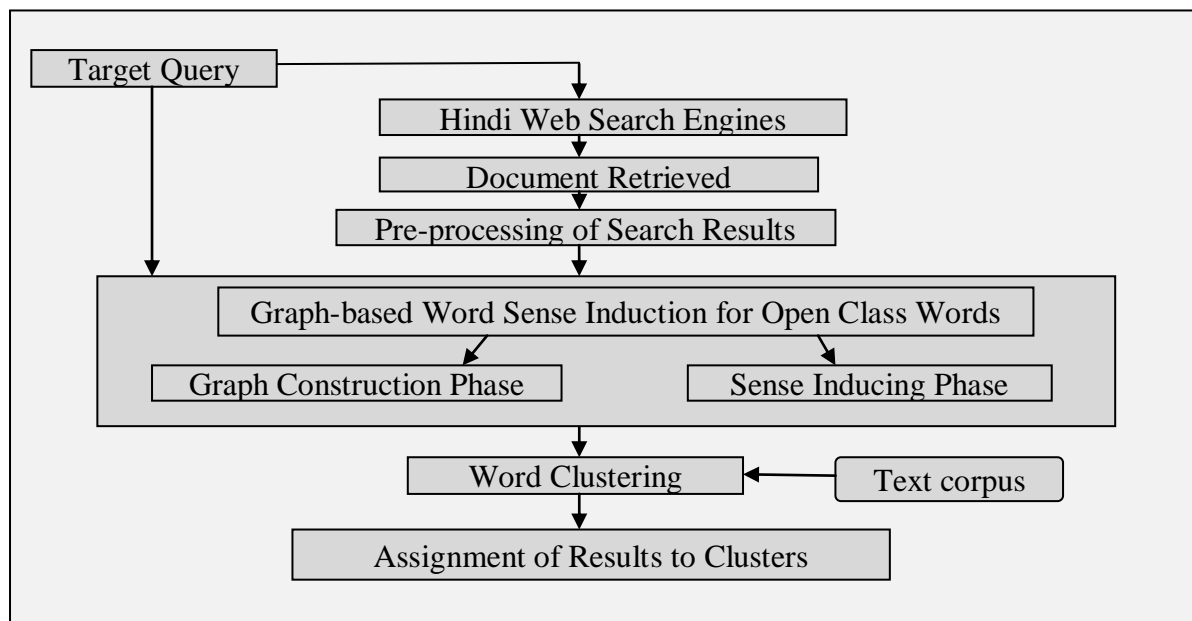 Target Query
Hindi Web Search Engines
Document Retrieved
Pre-processing of Search Results
Graph-based Word Sense Induction for Open Class Words
Graph Construction Phase
Sense Inducing Phase
Word Clustering
Text corpus
Assignment of Results to Clusters